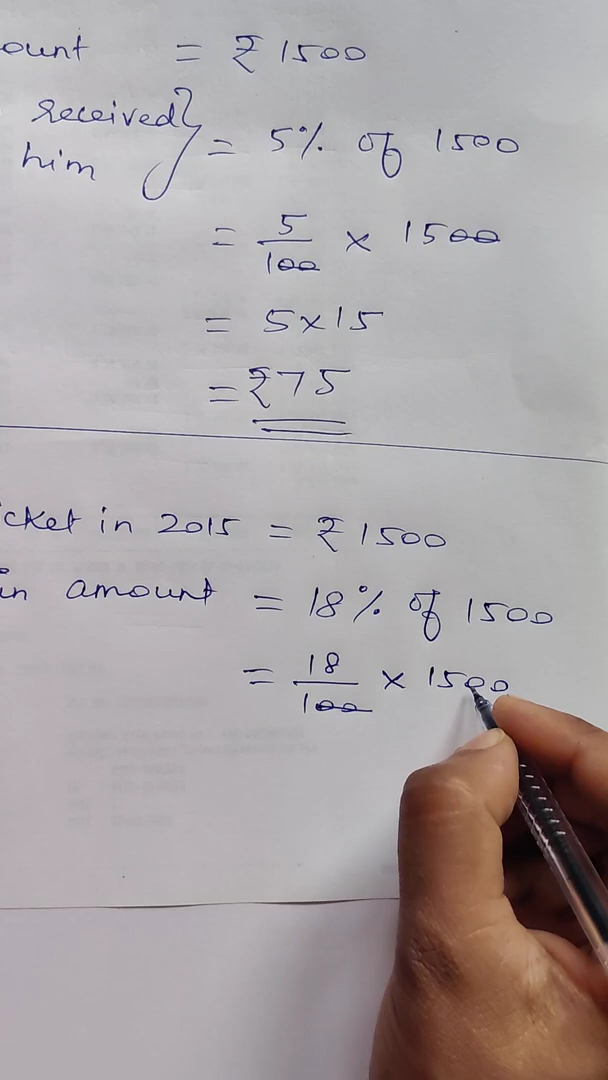 ount = ₹ 1500
received
him } = 5% of 1500
= 5/100 × 1500
= 5×15
= ₹75
icket in 2015 = ₹ 1500
in amount = 18% of 1500
= 18/100 × 1500